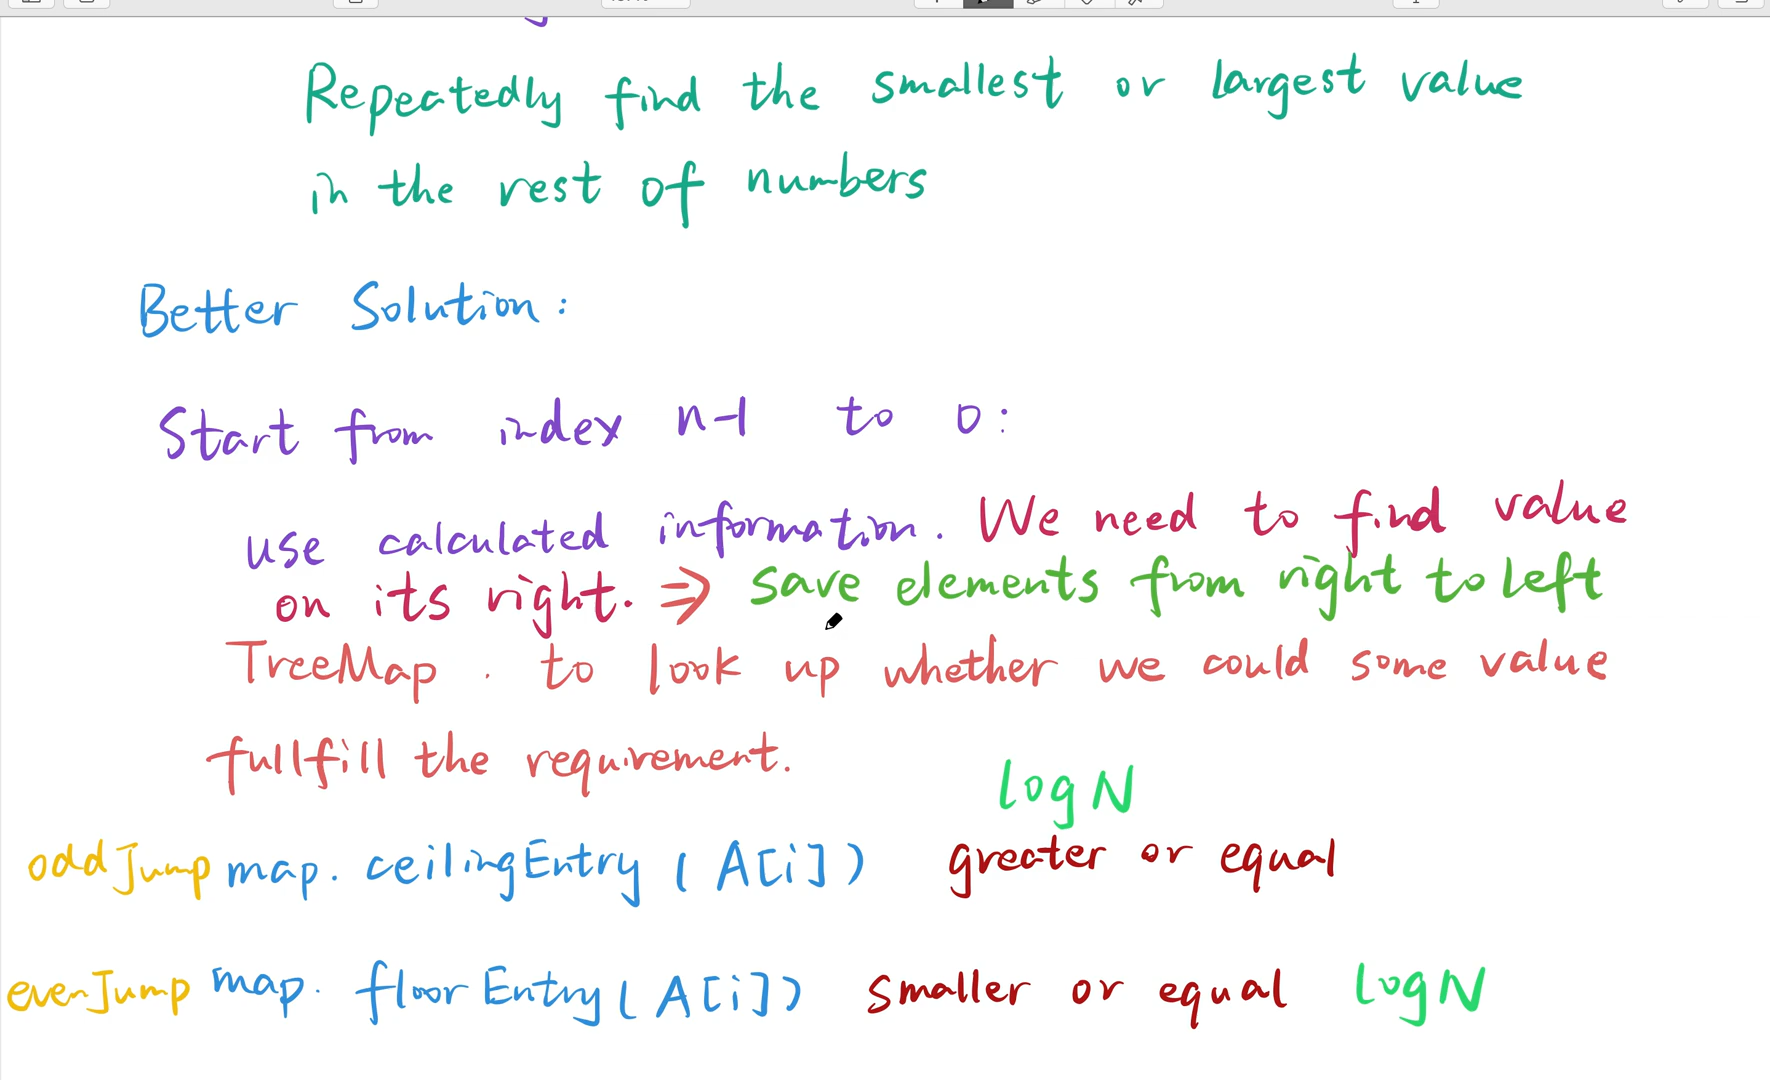 Repeatedly find the smallest or largest value
in the rest of numbers
Better Solution:
Start from index n-1 to 0:
use calculated information. We need to find value
on its right. ⇒ save elements from right to left
TreeMap. to look up whether we could some value
fullfill the requirement.
logN
oddJump map. ceilingEntry (A[i]) greater or equal
evenJump map. floorEntry(A[i]) smaller or equal logN